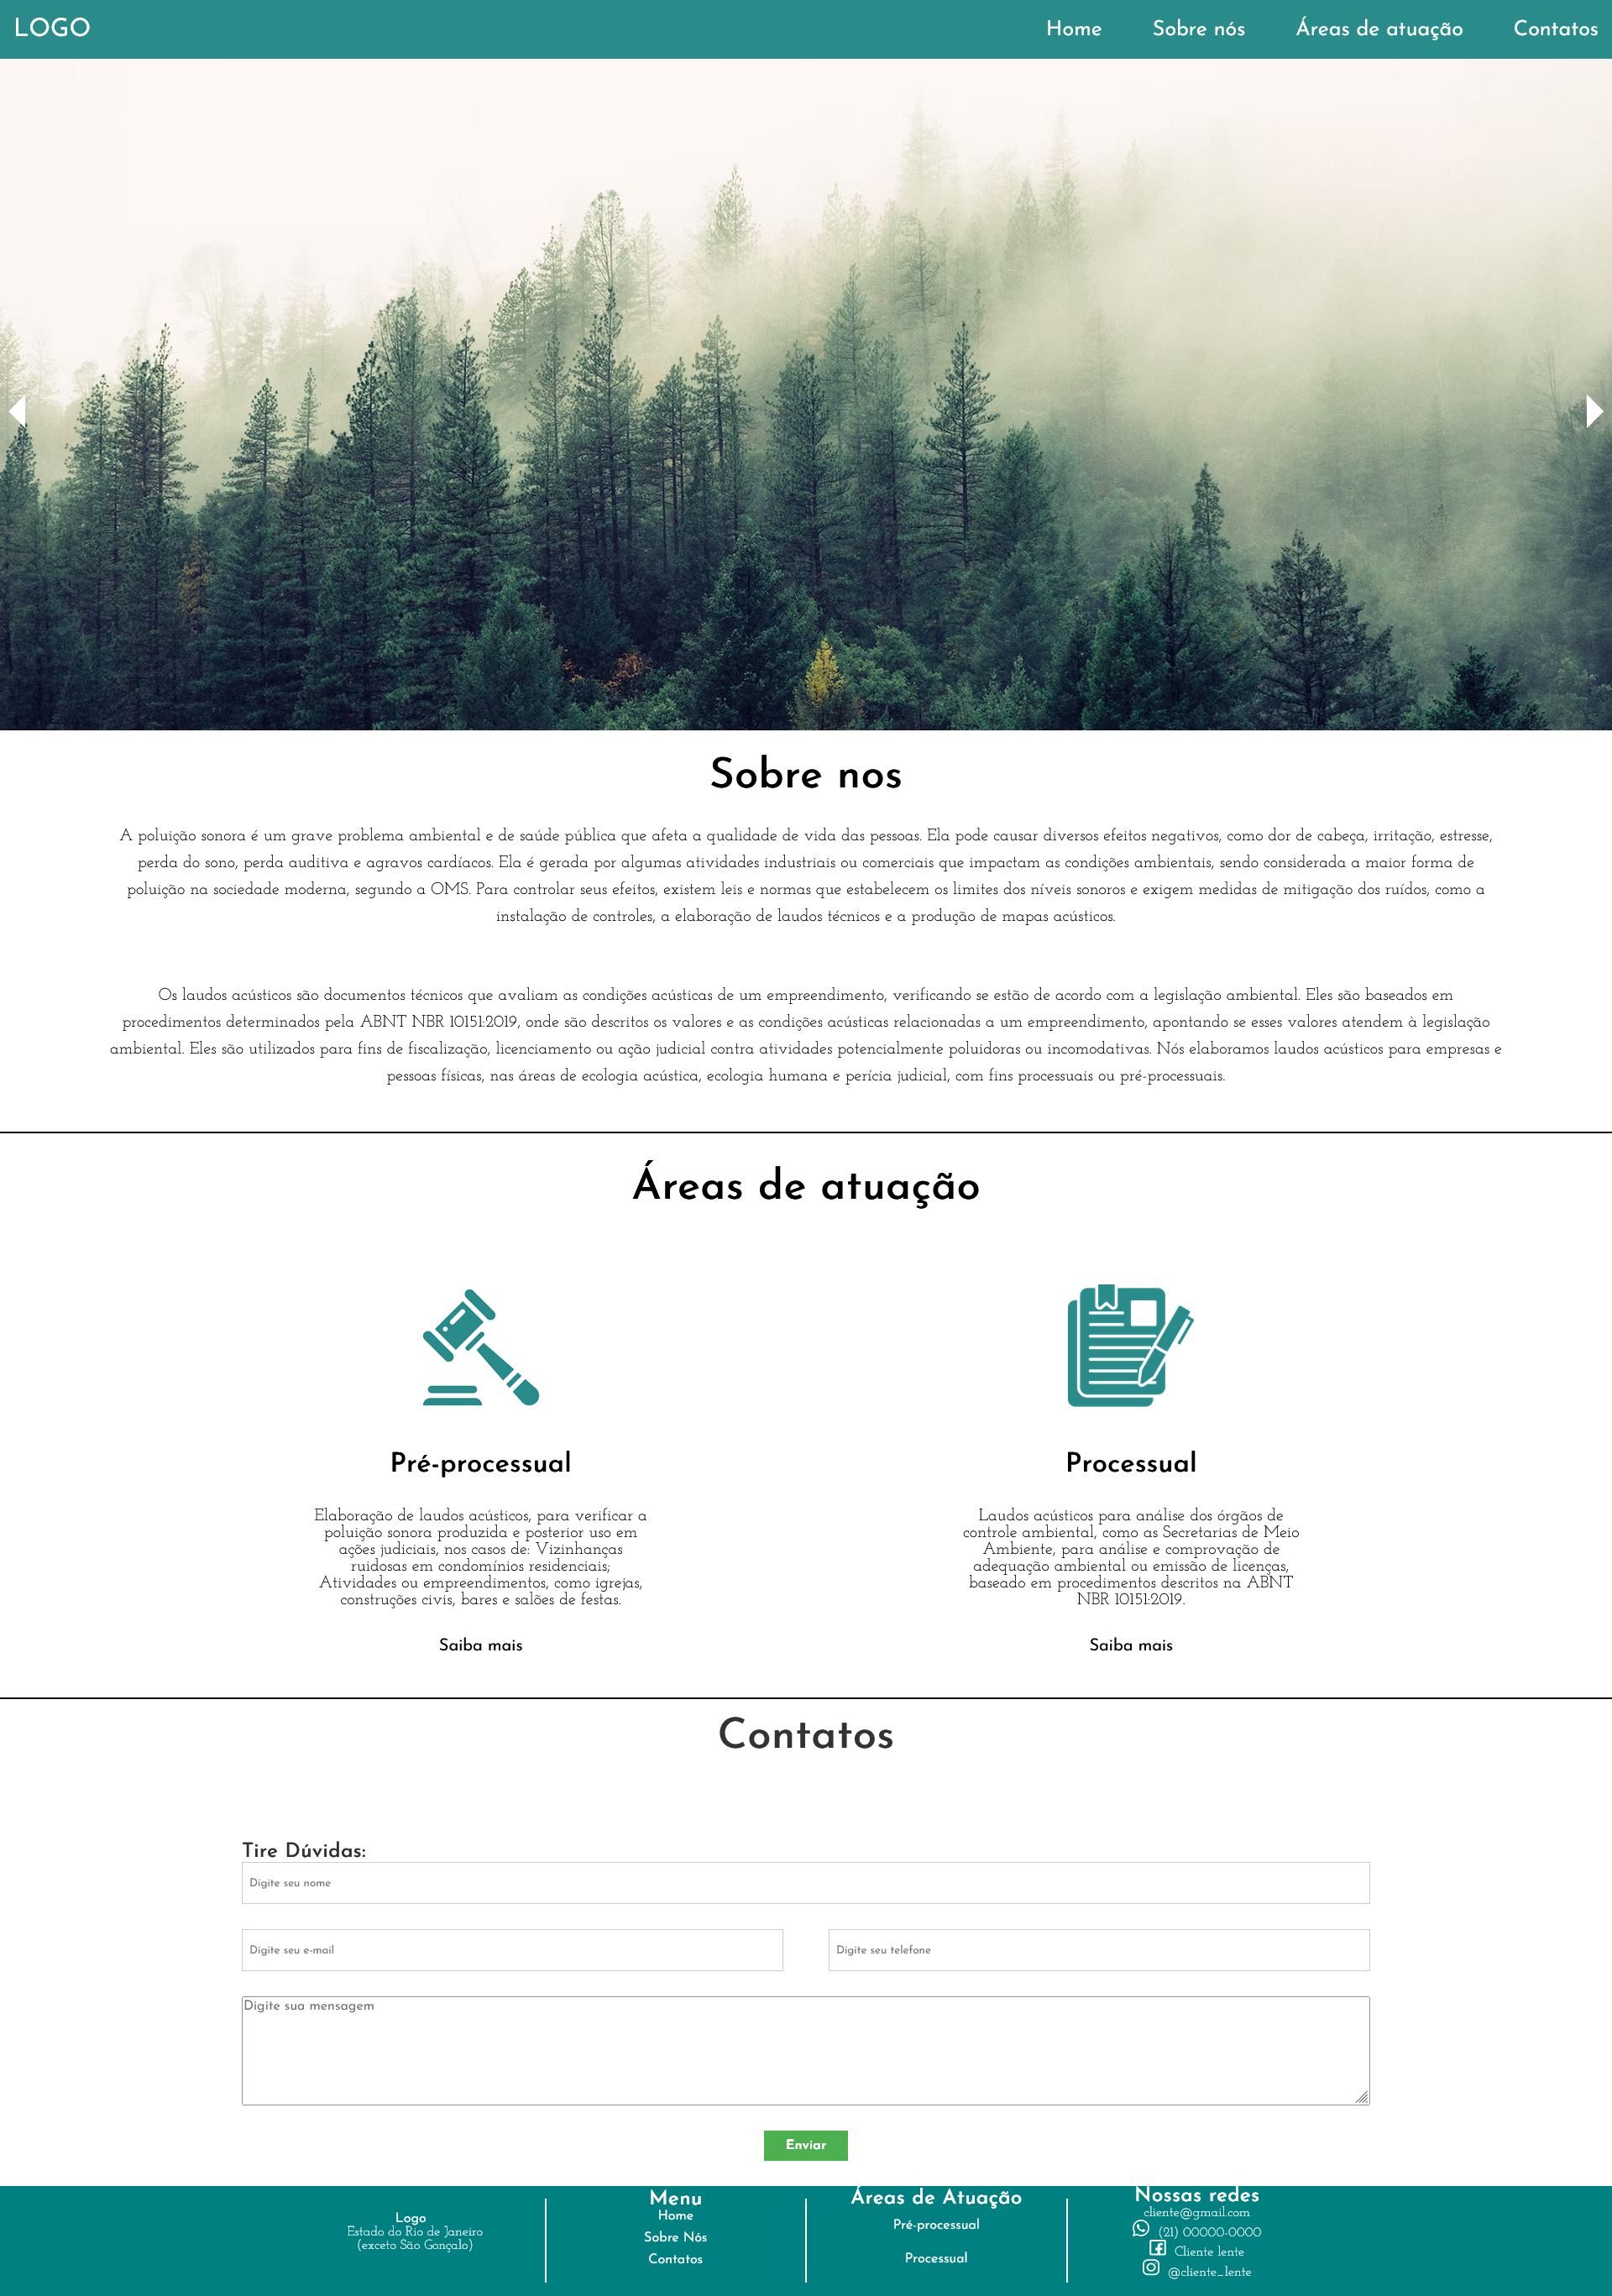 LOGO
Home
Sobre nós
Áreas de atuação
Contatos
Sobre nos
A poluição sonora é um grave problema ambiental e de saúde pública que afeta a qualidade de vida das pessoas. Ela pode causar diversos efeitos negativos, como dor de cabeça, irritação, estresse,
perda do sono, perda auditiva e agravos cardíacos. Ela é gerada por algumas atividades industriais ou comerciais que impactam as condições ambientais, sendo considerada a maior forma de
poluição na sociedade moderna, segundo a OMS. Para controlar seus efeitos, existem leis e normas que estabelecem os limites dos níveis sonoros e exigem medidas de mitigação dos ruídos, como a
instalação de controles, a elaboração de laudos técnicos e a produção de mapas acústicos.
Os laudos acústicos são documentos técnicos que avaliam as condições acústicas de um empreendimento, verificando se estão de acordo com a legislação ambiental. Eles são baseados em
procedimentos determinados pela ABNT NBR 10151:2019, onde são descritos os valores e as condições acústicas relacionadas a um empreendimento, apontando se esses valores atendem à legislação
ambiental. Eles são utilizados para fins de fiscalização, licenciamento ou ação judicial contra atividades potencialmente poluidoras ou incomodativas. Nós elaboramos laudos acústicos para empresas e
pessoas físicas, nas áreas de ecologia acústica, ecologia humana e perícia judicial, com fins processuais ou pré-processuais.
Áreas de atuação
Pré-processual
Elaboração de laudos acústicos, para verificar a
poluição sonora produzida e posterior uso em
ações judiciais, nos casos de: Vizinhanças
ruidosas em condomínios residenciais;
Atividades ou empreendimentos, como igrejas,
construções civis, bares e salões de festas.
Saiba mais
Processual
Laudos acústicos para análise dos órgãos de
controle ambiental, como as Secretarias de Meio
Ambiente, para análise e comprovação de
adequação ambiental ou emissão de licenças,
baseado em procedimentos descritos na ABNT
NBR 10151:2019.
Saiba mais
Contatos
Tire Dúvidas:
Digite seu nome
Digite seu e-mail
Digite seu telefone
Digite sua mensagem
Enviar
Logo
Estado do Rio de Janeiro
(exceto São Gonçalo)
Menu
Home
Sobre Nós
Contatos
Áreas de Atuação
Pré-processual
Processual
Nossas redes
cliente@gmail.com
(21) 00000-0000
Cliente lente
@cliente_lente